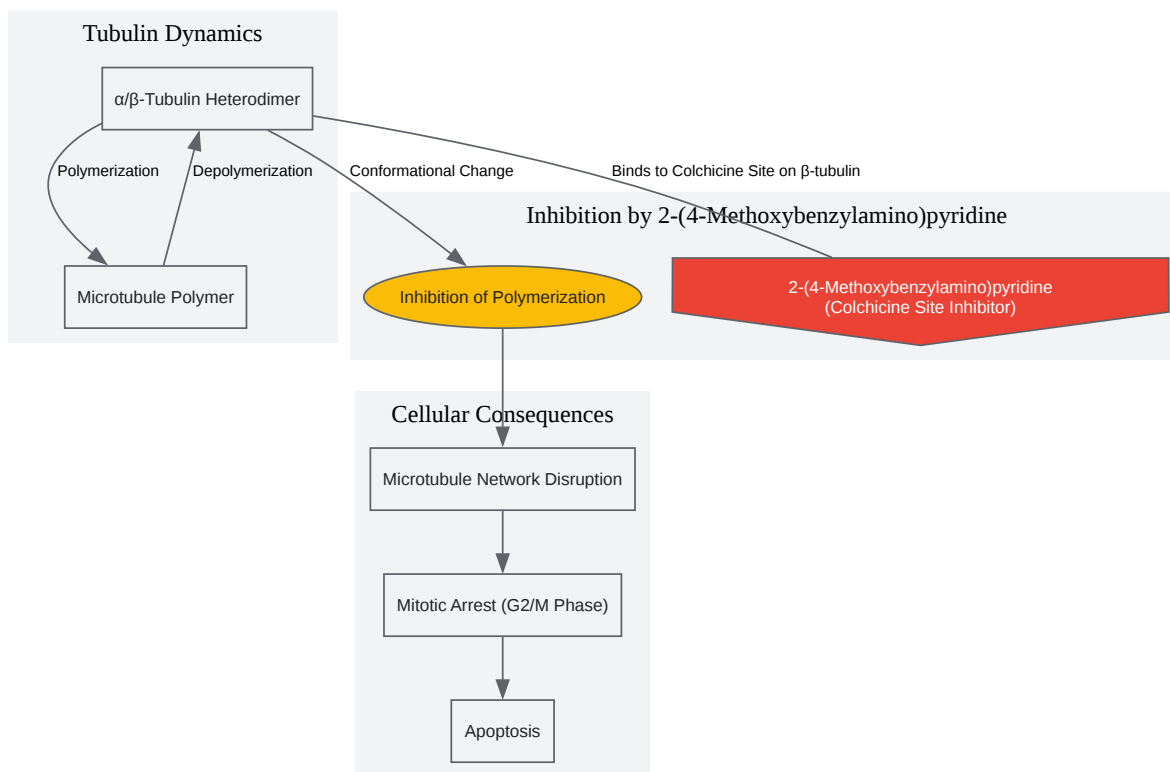 Tubulin Dynamics
α/β-Tubulin Heterodimer
Polymerization
Depolymerization
Conformational Change
Binds to Colchicine Site on β-tubulin
Microtubule Polymer
Inhibition by 2-(4-Methoxybenzylamino)pyridine
Inhibition of Polymerization
2-(4-Methoxybenzylamino)pyridine
(Colchicine Site Inhibitor)
Cellular Consequences
Microtubule Network Disruption
Mitotic Arrest (G2/M Phase)
Apoptosis